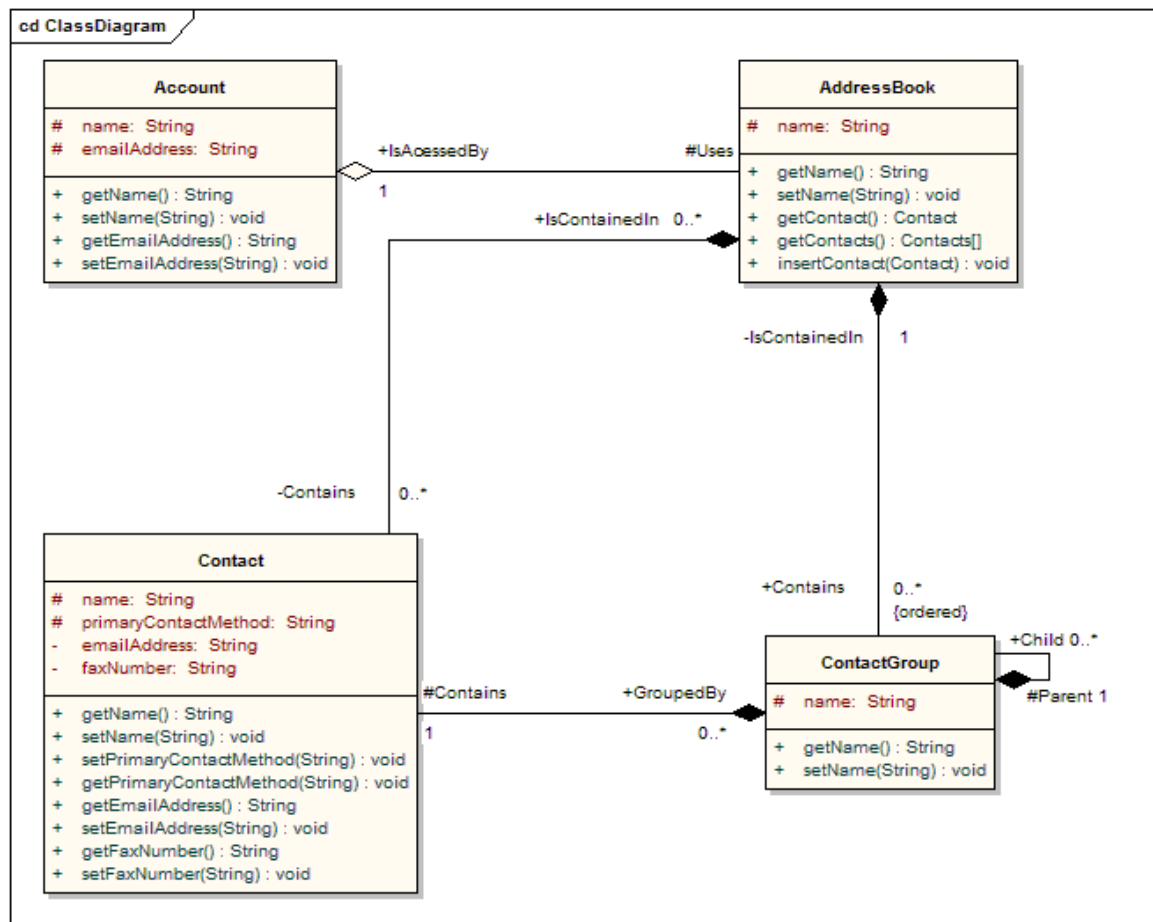 cd ClassDiagram
Account
# name: String
# emailAddress: String
+ getName() : String
+ setName(String) : void
+ getEmailAddress() : String
+ setEmailAddress(String) : void
+IsAcessedBy
1
#Uses
AddressBook
# name: String
+ getName() : String
+ setName(String) : void
+ getContact() : Contact
+ getContacts() : Contacts[]
+ insertContact(Contact) : void
+IsContainedIn 0..*
-IsContainedIn 1
-Contains 0..*
Contact
# name: String
# primaryContactMethod: String
- emailAddress: String
- faxNumber: String
+ getName() : String
+ setName(String) : void
+ setPrimaryContactMethod(String) : void
+ getPrimaryContactMethod(String) : void
+ getEmailAddress() : String
+ setEmailAddress(String) : void
+ getFaxNumber() : String
+ setFaxNumber(String) : void
#Contains
1
+GroupedBy
0..*
+Contains 0..*
{ordered}
+Child 0..*
#Parent 1
ContactGroup
# name: String
+ getName() : String
+ setName(String) : void